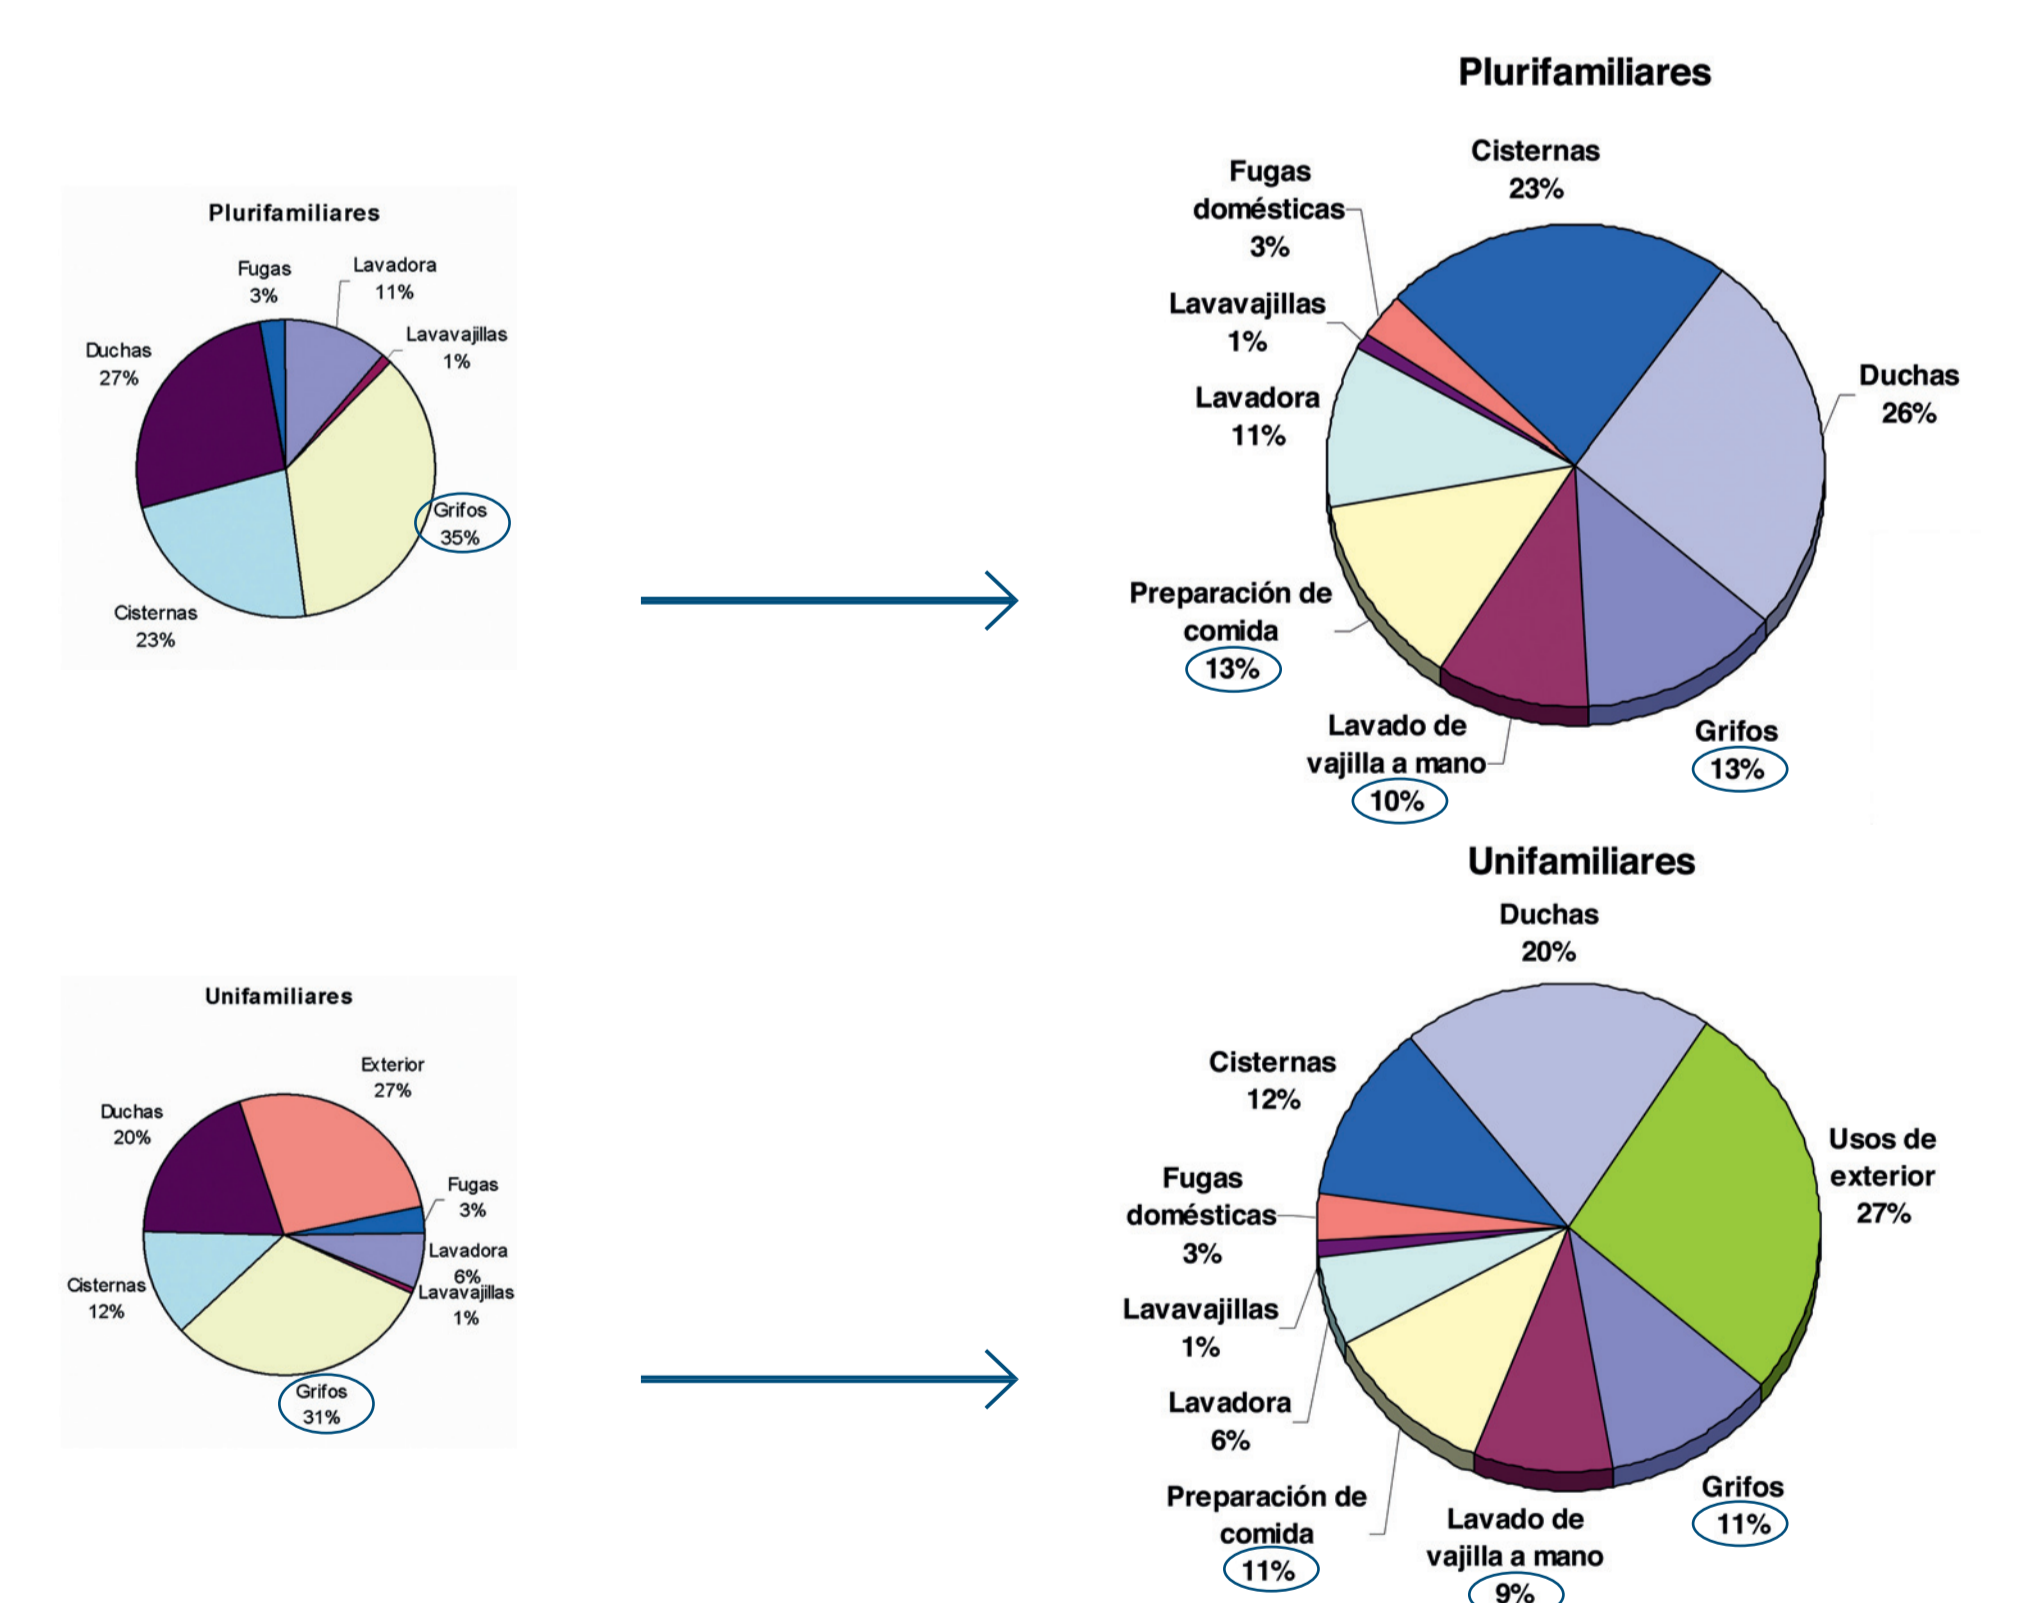 Plurifamiliares
Fugas
3%
Lavadora
11%
Lavavajillas
1%
Duchas
27%
Grifos
35%
Cisternas
23%
Plurifamiliares
Cisternas
23%
Fugas
domésticas
3%
Lavavajillas
1%
Duchas
26%
Lavadora
11%
Preparación de
comida
13%
Lavado de
vajilla a mano
10%
Grifos
13%
Unifamiliares
Exterior
27%
Duchas
20%
Fugas
3%
Lavadora
6%
Lavavajillas
1%
Cisternas
12%
Grifos
31%
Unifamiliares
Duchas
20%
Cisternas
12%
Usos de
exterior
27%
Fugas
domésticas
3%
Lavavajillas
1%
Lavadora
6%
Preparación de
comida
11%
Lavado de
vajilla a mano
9%
Grifos
11%